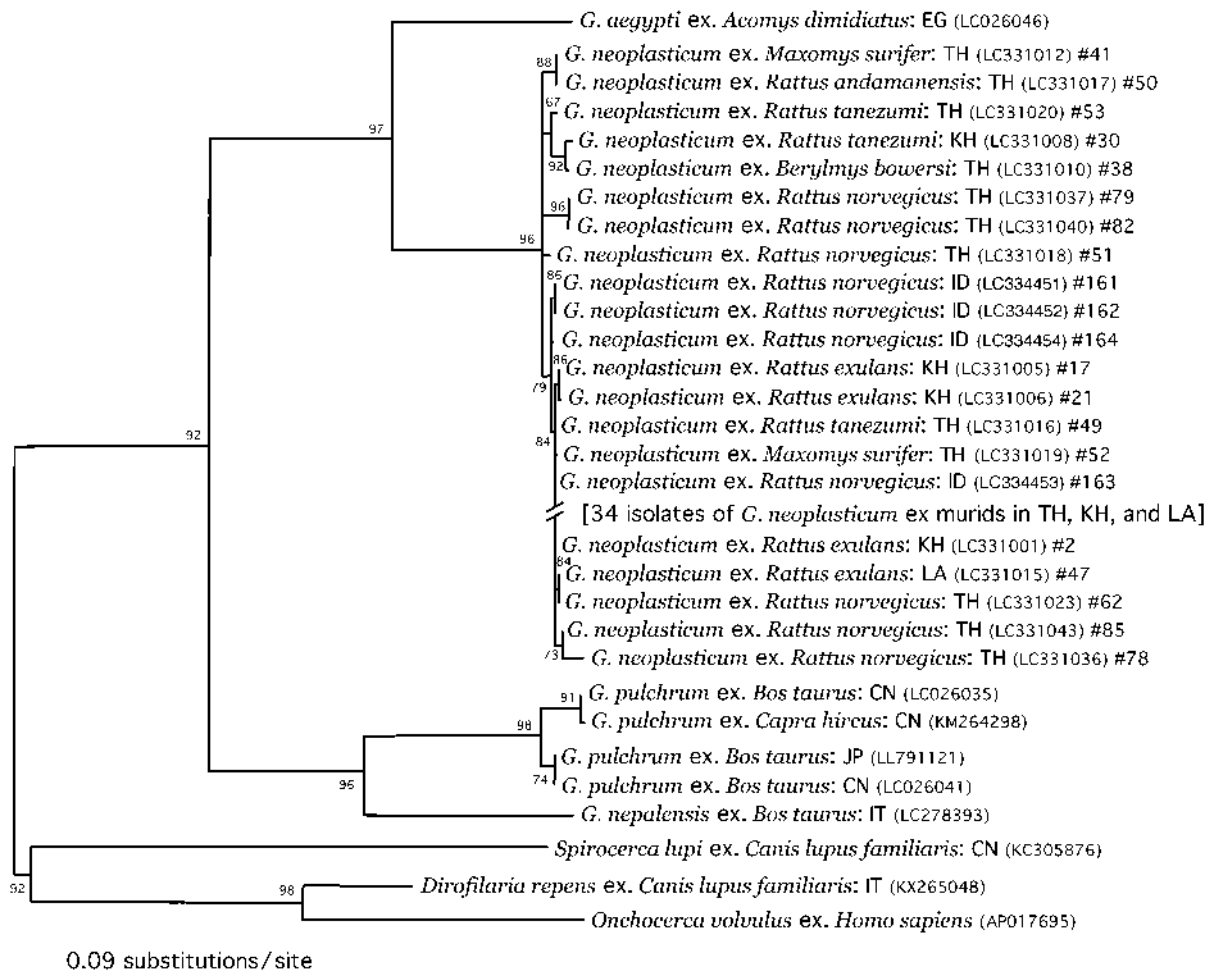 G. aegypti ex. Acomys dimidiatus: EG (LC026046)
G. neoplasticum ex. Maxomys surifer: TH (LC331012) #41
88
G. neoplasticum ex. Rattus andamanensis: TH (LC331017) #50
67
G. neoplasticum ex. Rattus tanezumi: TH (LC331020) #53
97
G. neoplasticum ex. Rattus tanezumi: KH (LC331008) #30
92
G. neoplasticum ex. Berylmys bowersi: TH (LC331010) #38
G. neoplasticum ex. Rattus norvegicus: TH (LC331037) #79
96
G. neoplasticum ex. Rattus norvegicus: TH (LC331040) #82
96
G. neoplasticum ex. Rattus norvegicus: TH (LC331018) #51
85
G. neoplasticum ex. Rattus norvegicus: ID (LC334451) #161
G. neoplasticum ex. Rattus norvegicus: ID (LC334452) #162
G. neoplasticum ex. Rattus norvegicus: ID (LC334454) #164
86
G. neoplasticum ex. Rattus exulans: KH (LC331005) #17
79
G. neoplasticum ex. Rattus exulans: KH (LC331006) #21
G. neoplasticum ex. Rattus tanezumi: TH (LC331016) #49
92
84
G. neoplasticum ex. Maxomys surifer: TH (LC331019) #52
G. neoplasticum ex. Rattus norvegicus: ID (LC334453) #163
[34 isolates of G. neoplasticum ex murids in TH, KH, and LA]
G. neoplasticum ex. Rattus exulans: KH (LC331001) #2
84
G. neoplasticum ex. Rattus exulans: LA (LC331015) #47
G. neoplasticum ex. Rattus norvegicus: TH (LC331023) #62
G. neoplasticum ex. Rattus norvegicus: TH (LC331043) #85
73
G. neoplasticum ex. Rattus norvegicus: TH (LC331036) #78
91
G. pulchrum ex. Bos taurus: CN (LC026035)
G. pulchrum ex. Capra hircus: CN (KM264298)
98
G. pulchrum ex. Bos taurus: JP (LL791121)
74
G. pulchrum ex. Bos taurus: CN (LC026041)
96
G. nepalensis ex. Bos taurus: IT (LC278393)
Spirocerca lupi ex. Canis lupus familiaris: CN (KC305876)
92
98
Dirofilaria repens ex. Canis lupus familiaris: IT (KX265048)
Onchocerca volvulus ex. Homo sapiens (AP017695)
0.09 substitutions/site